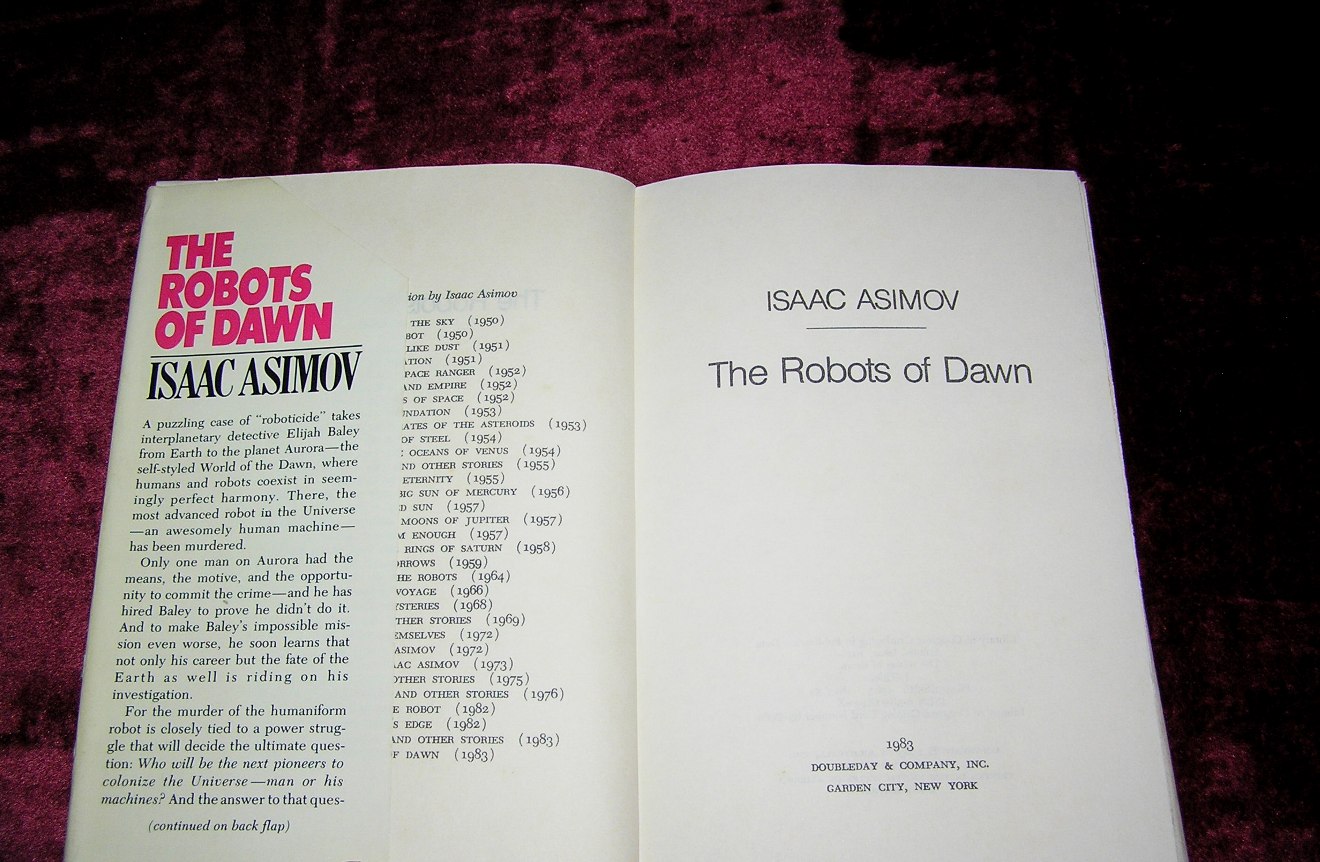 THE
ROBOTS
OF DAWN
ISAAC ASIMOV
A puzzling case of "roboticide" takes
interplanetary detective Elijah Baley
from Earth to the planet Aurora—the
self-styled World of the Dawn, where
humans and robots coexist in seem-
ingly perfect harmony. There, the
most advanced robot in the Universe
—an awesomely human machine—
has been murdered.
Only one man on Aurora had the
means, the motive, and the opportu-
nity to commit the crime—and he has
hired Baley to prove he didn't do it.
And to make Baley's impossible mis-
sion even worse, he soon learns that
not only his career but the fate of the
Earth as well is riding on his
investigation.
For the murder of the humaniform
robot is closely tied to a power strug-
gle that will decide the ultimate ques-
tion: Who will be the next pioneers to
colonize the Universe—man or his
machines? And the answer to that ques-
(continued on back flap)
ion by Isaac Asimov
THE SKY (1950)
BOT (1950)
LIKE DUST (1951)
TION (1951)
PACE RANGER (1952)
AND EMPIRE (1952)
S OF SPACE (1952)
NDATION (1953)
ATES OF THE ASTEROIDS (1953)
OF STEEL (1954)
OCEANS OF VENUS (1954)
ND OTHER STORIES (1955)
ETERNITY (1955)
BIG SUN OF MERCURY (1956)
D SUN (1957)
MOONS OF JUPITER (1957)
M ENOUGH (1957)
RINGS OF SATURN (1958)
RROWS (1959)
HE ROBOTS (1964)
VOYAGE (1966)
YSTERIES (1968)
THER STORIES (1969)
EMSELVES (1972)
ASIMOV (1972)
AC ASIMOV (1973)
OTHER STORIES (1975)
AND OTHER STORIES (1976)
E ROBOT (1982)
S EDGE (1982)
AND OTHER STORIES (1983)
F DAWN (1983)
ISAAC ASIMOV
The Robots of Dawn
1983
DOUBLEDAY & COMPANY, INC.
GARDEN CITY, NEW YORK